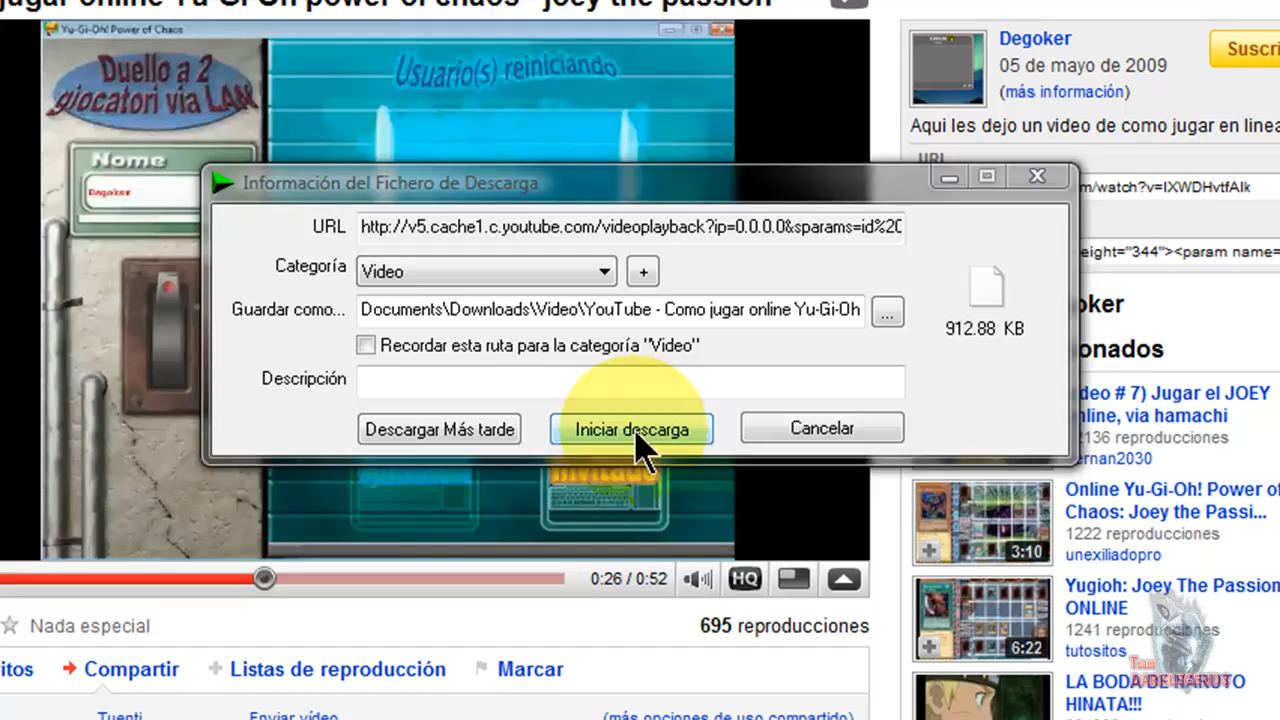 jugar online Yu-Gi-Oh power of chaos - joey the passion
Yu-Gi-Oh! Power of Chaos
Duello a 2
giocatori via LAN
Usuario(s) reiniciando
Nome
Degoker
Degoker
05 de mayo de 2009
(más información)
Suscri
Aqui les dejo un video de como jugar en linea
URL
m/watch?v=IXWDHvtfAIk
eight="344"><param name=
Información del Fichero de Descarga
URL
http://v5.cache1.c.youtube.com/videoplayback?ip=0.0.0.0&sparams=id%2C
Categoría
Video
+
Guardar como...
Documents\Downloads\Video\YouTube - Como jugar online Yu-Gi-Oh
...
912.88 KB
Recordar esta ruta para la categoría "Video"
Descripción
Descargar Más tarde
Iniciar descarga
Cancelar
Invitado
0:26 / 0:52
HQ
Nada especial
695 reproducciones
itos
Compartir
Listas de reproducción
Marcar
Tuenti
Enviar vídeo
(más opciones de uso compartido)
oker
onados
deo # 7) Jugar el JOEY
nline, via hamachi
2136 reproducciones
ernan2030
Online Yu-Gi-Oh! Power of
Chaos: Joey the Passi...
1222 reproducciones
unexiliadopro
3:10
Yugioh: Joey The Passion
ONLINE
1241 reproducciones
tutositos
6:22
LA BODA DE NARUTO
HINATA!!!
Team